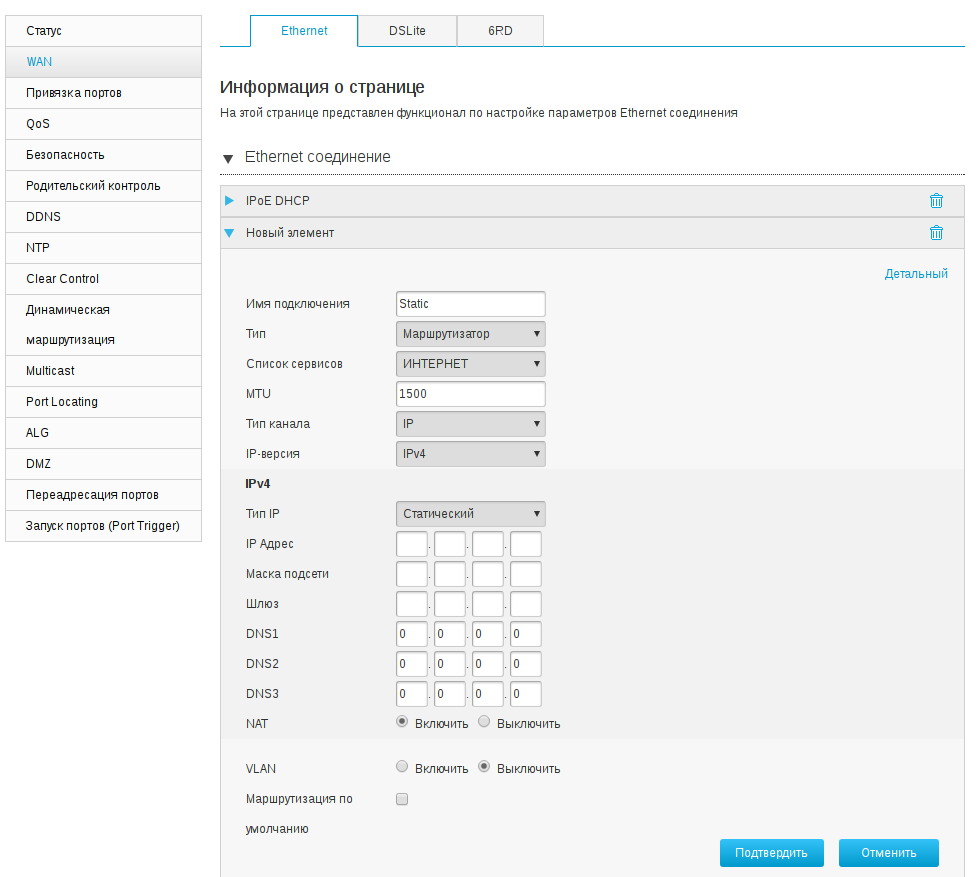 Статус
WAN
Привязка портов
QoS
Безопасность
Родительский контроль
DDNS
NTP
Clear Control
Динамическая
маршрутизация
Multicast
Port Locating
ALG
DMZ
Переадресация портов
Запуск портов (Port Trigger)
Ethernet DSLite 6RD
Информация о странице
На этой странице представлен функционал по настройке параметров Ethernet соединения
▼ Ethernet соединение
IPoE DHCP
Новый элемент
Детальный
Имя подключения Static
Тип Маршрутизатор
Список сервисов ИНТЕРНЕТ
MTU 1500
Тип канала IP
IP-версия IPv4
IPv4
Тип IP Статический
IP Адрес . . .
Маска подсети . . .
Шлюз . . .
DNS1 0 . 0 . 0 . 0
DNS2 0 . 0 . 0 . 0
DNS3 0 . 0 . 0 . 0
NAT Включить Выключить
VLAN Включить Выключить
Маршрутизация по
умолчанию
Подтвердить Отменить